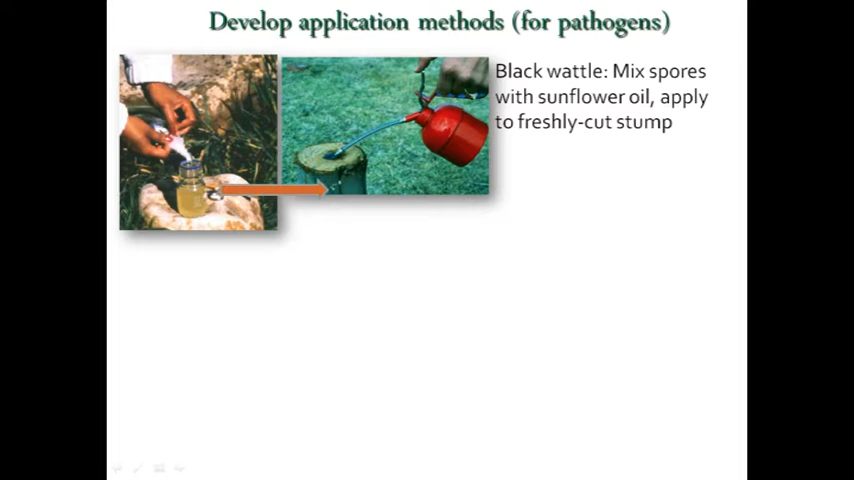 Develop application methods (for pathogens)
Black wattle: Mix spores
with sunflower oil, apply
to freshly-cut stump